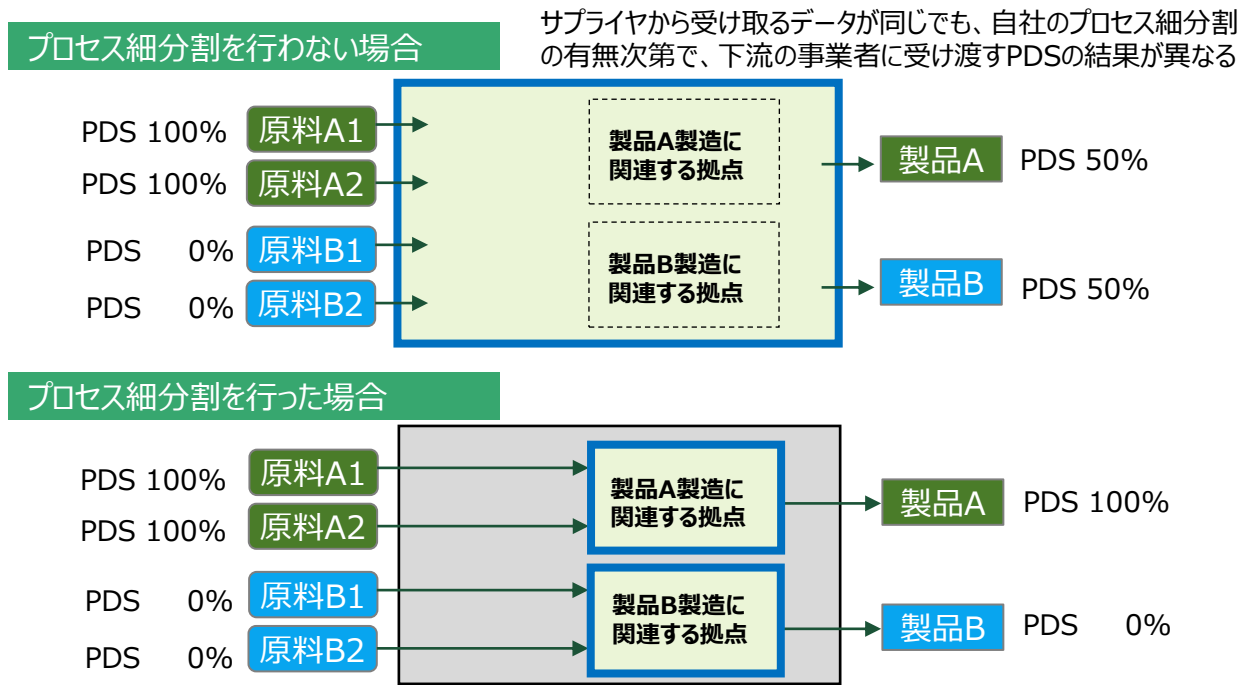 プロセス細分割を行わない場合
サプライヤから受け取るデータが同じでも、自社のプロセス細分割
の有無次第で、下流の事業者に受け渡すPDSの結果が異なる
PDS 100% 原料A1
PDS 100% 原料A2
PDS 0% 原料B1
PDS 0% 原料B2
製品A製造に
関連する拠点
製品B製造に
関連する拠点
製品A PDS 50%
製品B PDS 50%
プロセス細分割を行った場合
PDS 100% 原料A1
PDS 100% 原料A2
PDS 0% 原料B1
PDS 0% 原料B2
製品A製造に
関連する拠点
製品B製造に
関連する拠点
製品A PDS 100%
製品B PDS 0%